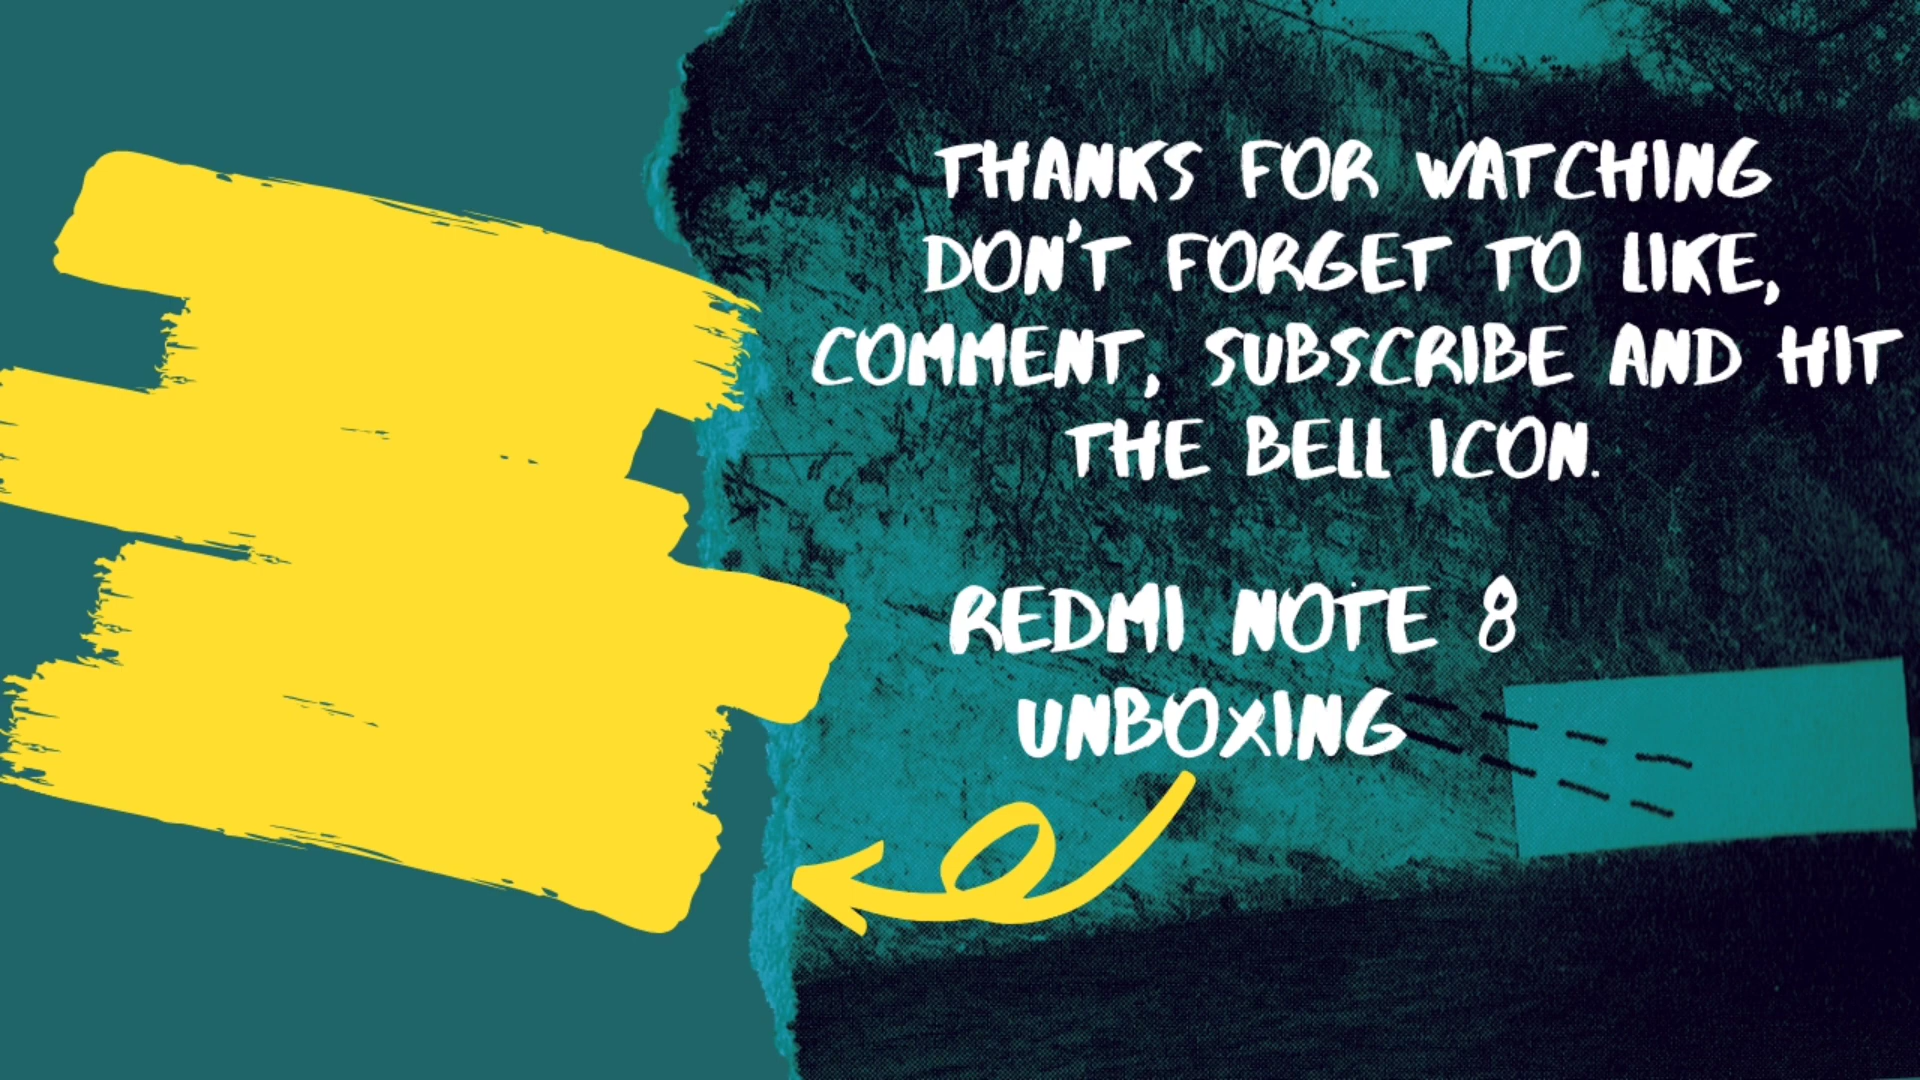 THANKS FOR WATCHING
DON'T FORGET TO LIKE,
COMMENT, SUBSCRIBE AND HIT
THE BELL ICON.
REDMI NOTE 8
UNBOXING